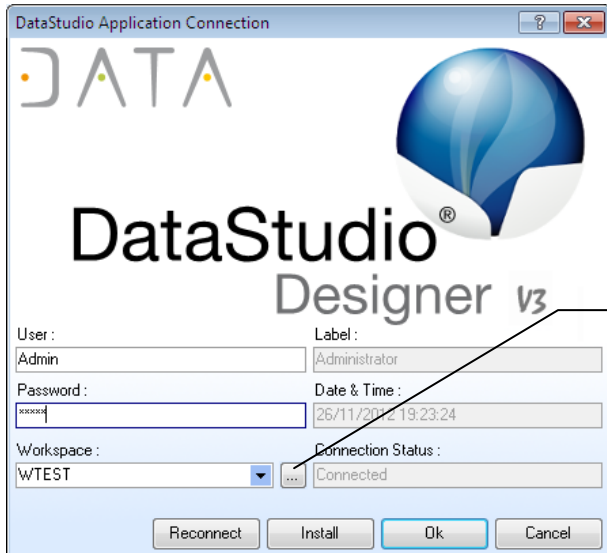 DataStudio Application Connection
DATA
DataStudio®
Designer V3
User :
Label :
Admin
Administrator
Password :
Date & Time :
xxxxx
26/11/2012 19:23:24
Workspace :
Connection Status :
WTEST
...
Connected
Reconnect
Install
Ok
Cancel